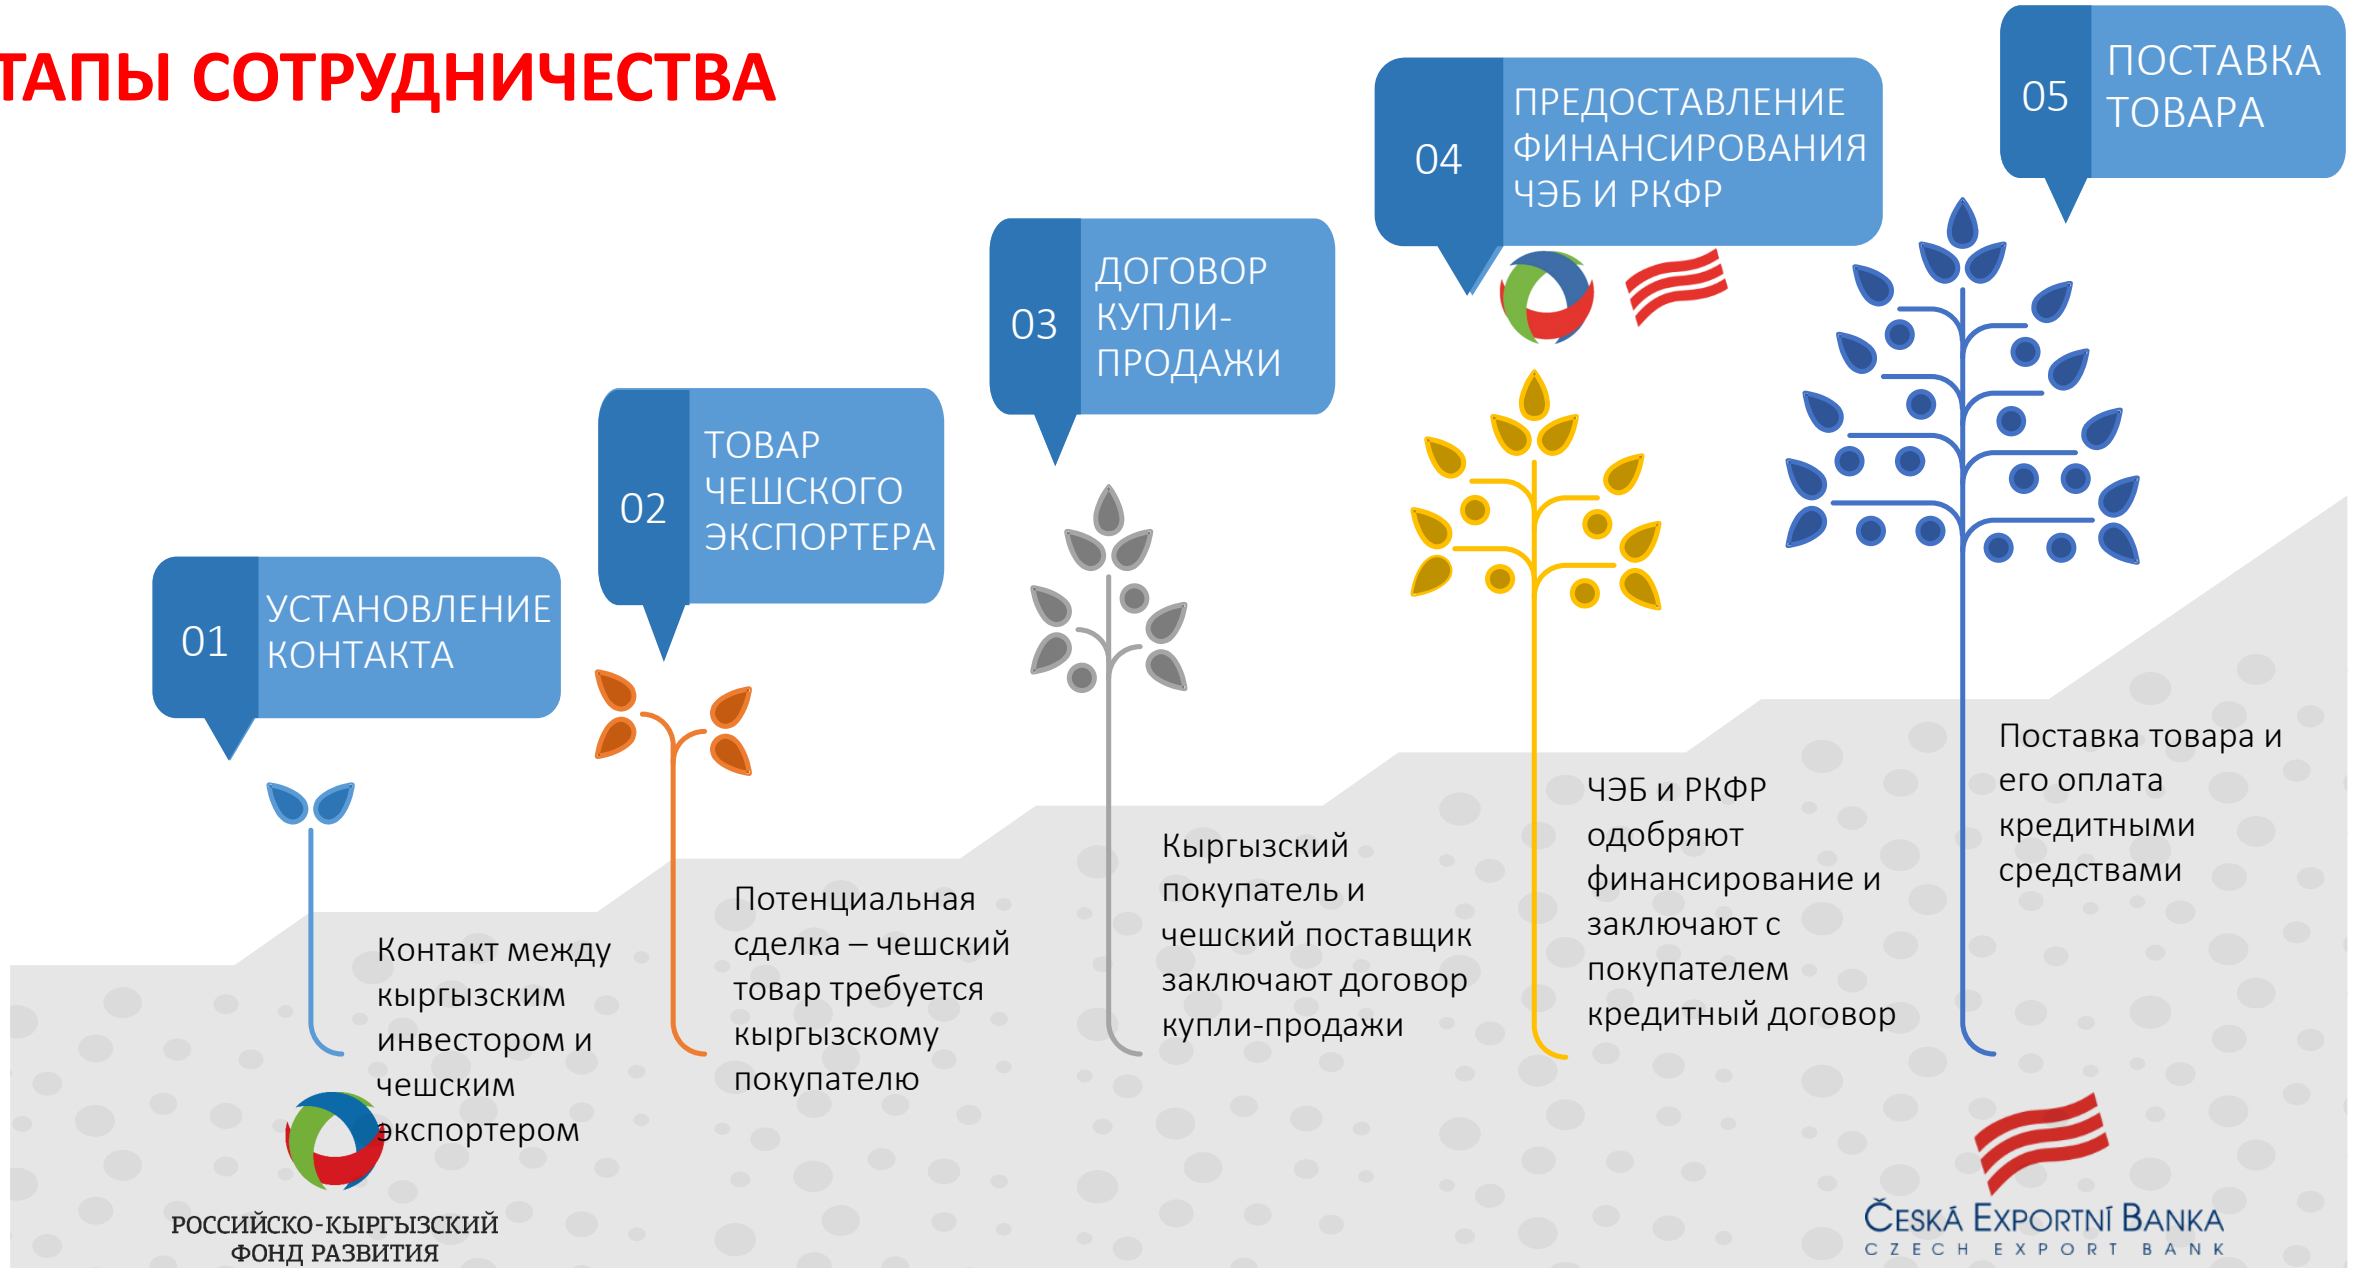 ТАПЫ СОТРУДНИЧЕСТВА
01
УСТАНОВЛЕНИЕ
КОНТАКТА
Контакт между
кыргызским
инвестором и
чешским
экспортером
02
ТОВАР
ЧЕШСКОГО
ЭКСПОРТЕРА
Потенциальная
сделка – чешский
товар требуется
кыргызскому
покупателю
03
ДОГОВОР
КУПЛИ-
ПРОДАЖИ
Кыргызский
покупатель и
чешский поставщик
заключают договор
купли-продажи
04
ПРЕДОСТАВЛЕНИЕ
ФИНАНСИРОВАНИЯ
ЧЭБ И РКФР
ЧЭБ и РКФР
одобряют
финансирование и
заключают с
покупателем
кредитный договор
05
ПОСТАВКА
ТОВАРА
Поставка товара и
его оплата
кредитными
средствами
РОССИЙСКО-КЫРГЫЗСКИЙ
ФОНД РАЗВИТИЯ
ČESKÁ EXPORTNÍ BANKA
CZECH EXPORT BANK